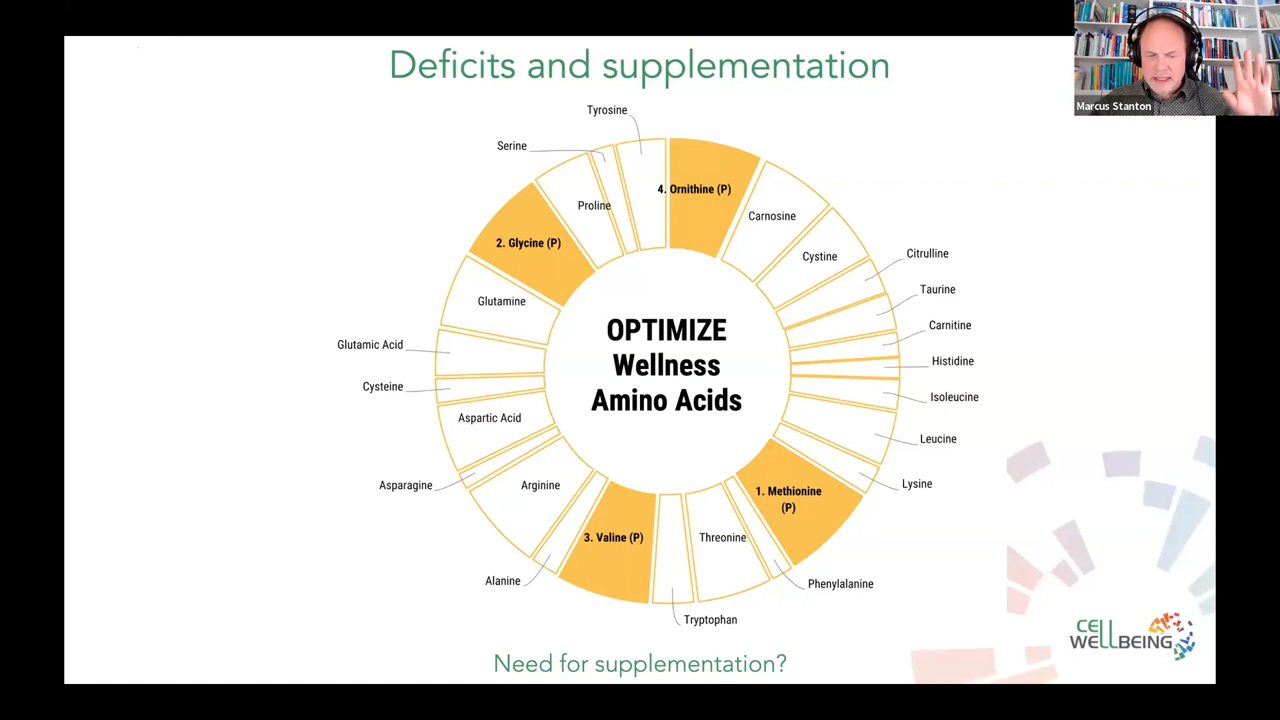 Deficits and supplementation
Marcus Stanton
Tyrosine
Serine
4. Ornithine (P)
Proline
Carnosine
2. Glycine (P)
Cystine
Citrulline
Taurine
Glutamine
Carnitine
Glutamic Acid
Histidine
Cysteine
Isoleucine
Aspartic Acid
Leucine
Asparagine
Arginine
Lysine
1. Methionine
(P)
3. Valine (P)
Threonine
Alanine
Phenylalanine
Tryptophan
OPTIMIZE
Wellness
Amino Acids
CELL
WELLBEING
Need for supplementation?